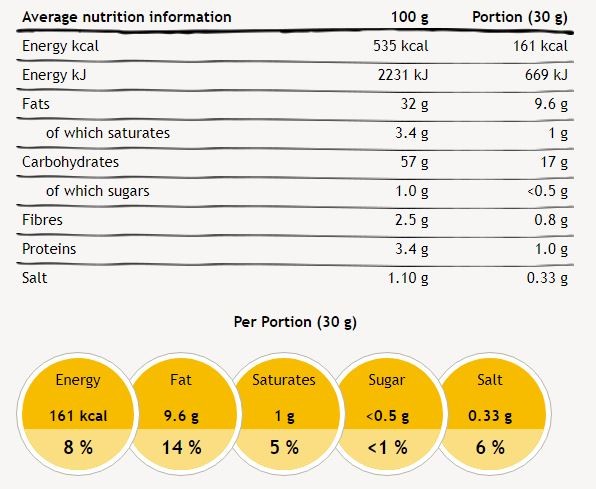 Average nutrition information 100 g Portion (30 g)
Energy kcal 535 kcal 161 kcal
Energy kJ 2231 kJ 669 kJ
Fats 32 g 9.6 g
of which saturates 3.4 g 1 g
Carbohydrates 57 g 17 g
of which sugars 1.0 g <0.5 g
Fibres 2.5 g 0.8 g
Proteins 3.4 g 1.0 g
Salt 1.10 g 0.33 g
Per Portion (30 g)
Energy Fat Saturates Sugar Salt
161 kcal 9.6 g 1 g <0.5 g 0.33 g
8 % 14 % 5 % <1 % 6 %